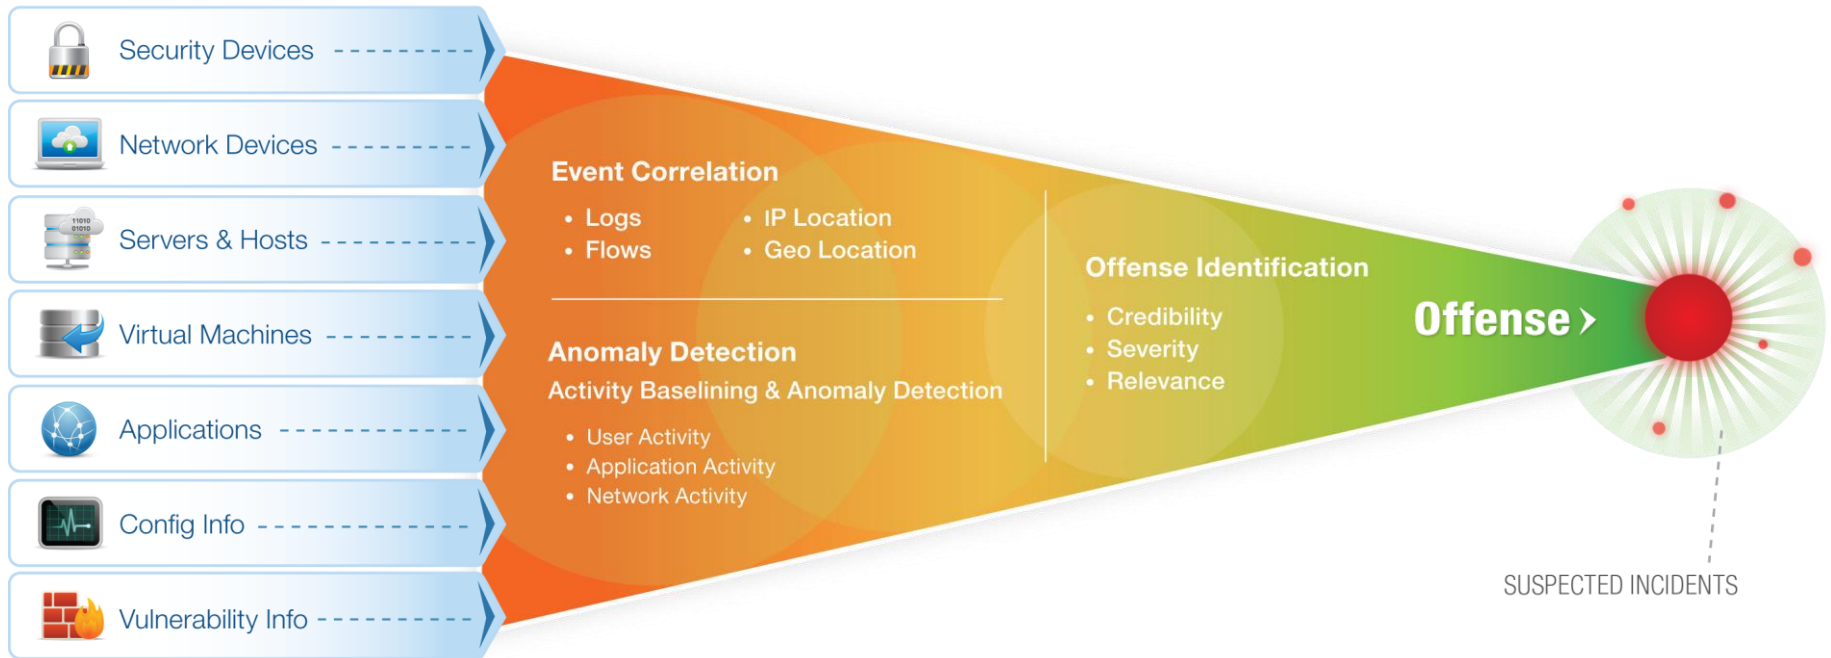 Security Devices
Network Devices
11010
01010
Servers & Hosts
Virtual Machines
Applications
Config Info
Vulnerability Info
Event Correlation
• Logs
• Flows
• IP Location
• Geo Location
Anomaly Detection
Activity Baselining & Anomaly Detection
• User Activity
• Application Activity
• Network Activity
Offense Identification
• Credibility
• Severity
• Relevance
Offense >
SUSPECTED INCIDENTS